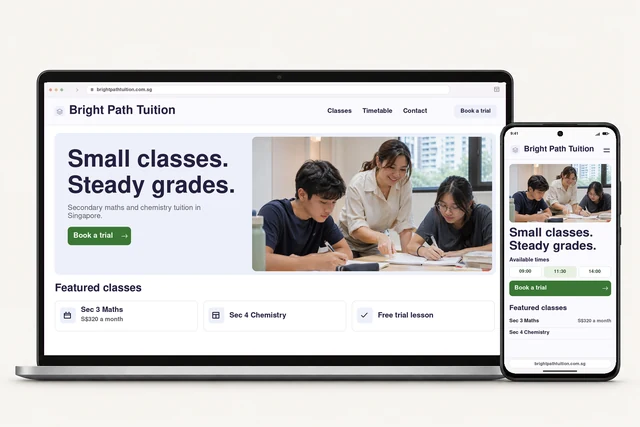 brightpathtuition.com.sg
Bright Path Tuition
Classes Timetable Contact Book a trial
Small classes.
Steady grades.
Secondary maths and chemistry tuition in
Singapore.
Book a trial →
Featured classes
Sec 3 Maths
S$320 a month
Sec 4 Chemistry
Free trial lesson
9:41
Bright Path Tuition
Small classes.
Steady grades.
Available times
09:00 11:30 14:00
Book a trial →
Featured classes
Sec 3 Maths S$320 a month
Sec 4 Chemistry
brightpathtuition.com.sg